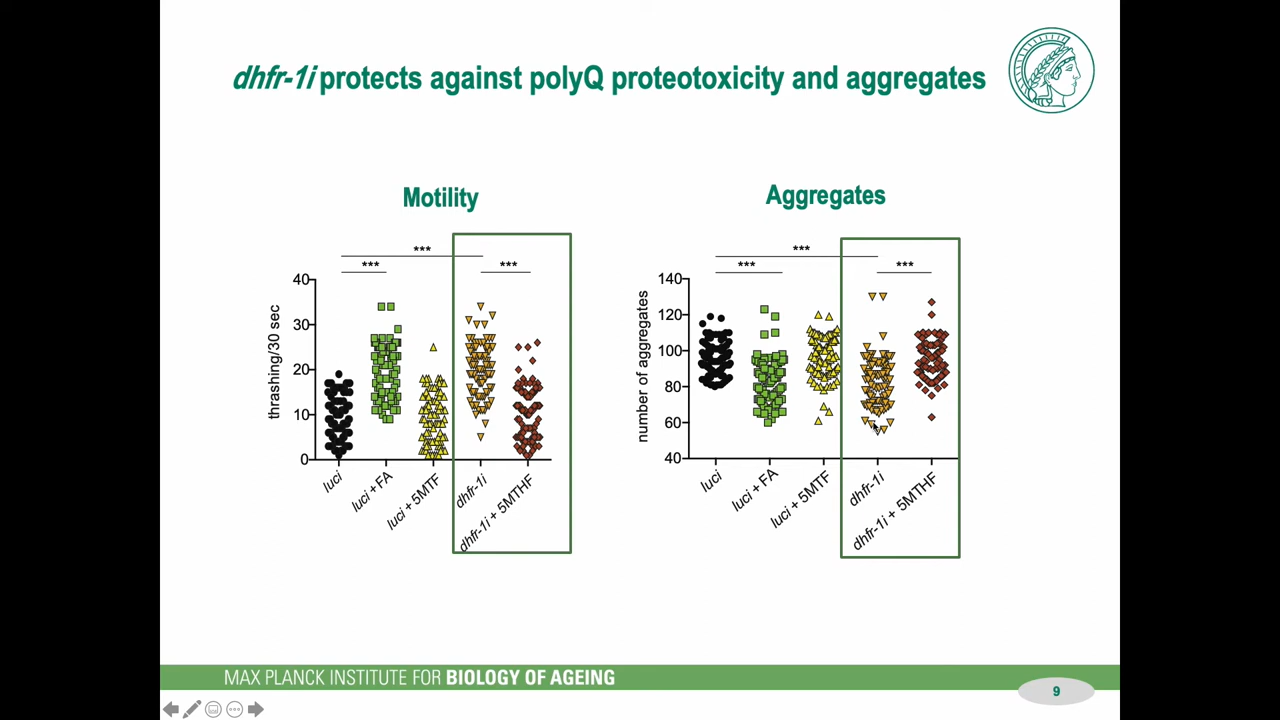 dhfr-1i protects against polyQ proteotoxicity and aggregates
Motility
***
***
***
40
30
20
10
0
thrashing/30 sec
luci
luci + FA
luci + 5MTF
dhfr-1i
dhfr-1i + 5MTHF
Aggregates
***
***
***
140
120
100
80
60
40
number of aggregates
luci
luci + FA
luci + 5MTF
dhfr-1i
dhfr-1i + 5MTHF
MAX PLANCK INSTITUTE FOR BIOLOGY OF AGEING
9